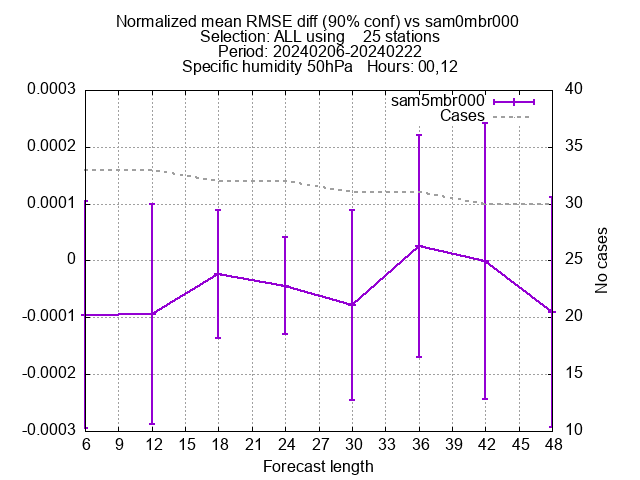 Normalized mean RMSE diff (90% conf) vs sam0mbr000
Selection: ALL using    25 stations
Period: 20240206-20240222
Specific humidity 50hPa   Hours: 00,12
sam5mbr000
Cases
0.0003
0.0002
0.0001
0
-0.0001
-0.0002
-0.0003
40
35
30
25
20
15
10
No cases
6 9 12 15 18 21 24 27 30 33 36 39 42 45 48
Forecast length